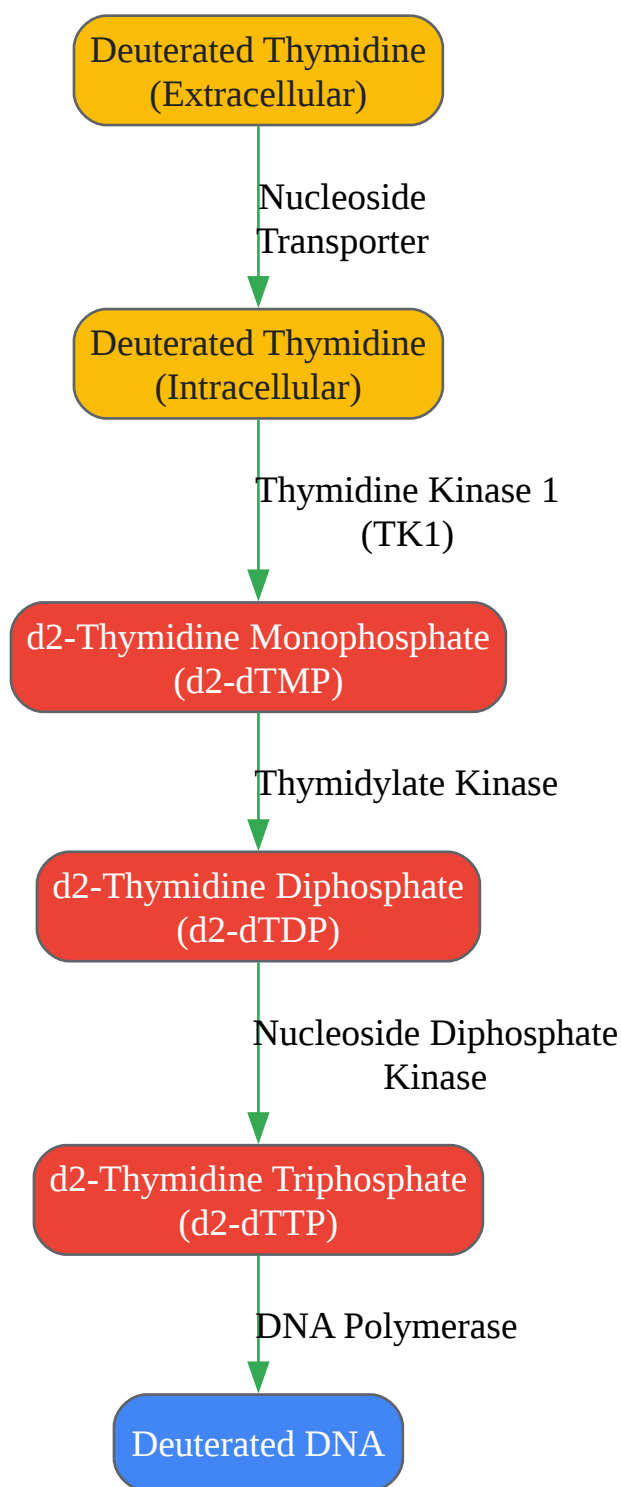 Deuterated Thymidine
(Extracellular)
Nucleoside
Transporter
Deuterated Thymidine
(Intracellular)
Thymidine Kinase 1
(TK1)
d2-Thymidine Monophosphate
(d2-dTMP)
Thymidylate Kinase
d2-Thymidine Diphosphate
(d2-dTDP)
Nucleoside Diphosphate
Kinase
d2-Thymidine Triphosphate
(d2-dTTP)
DNA Polymerase
Deuterated DNA